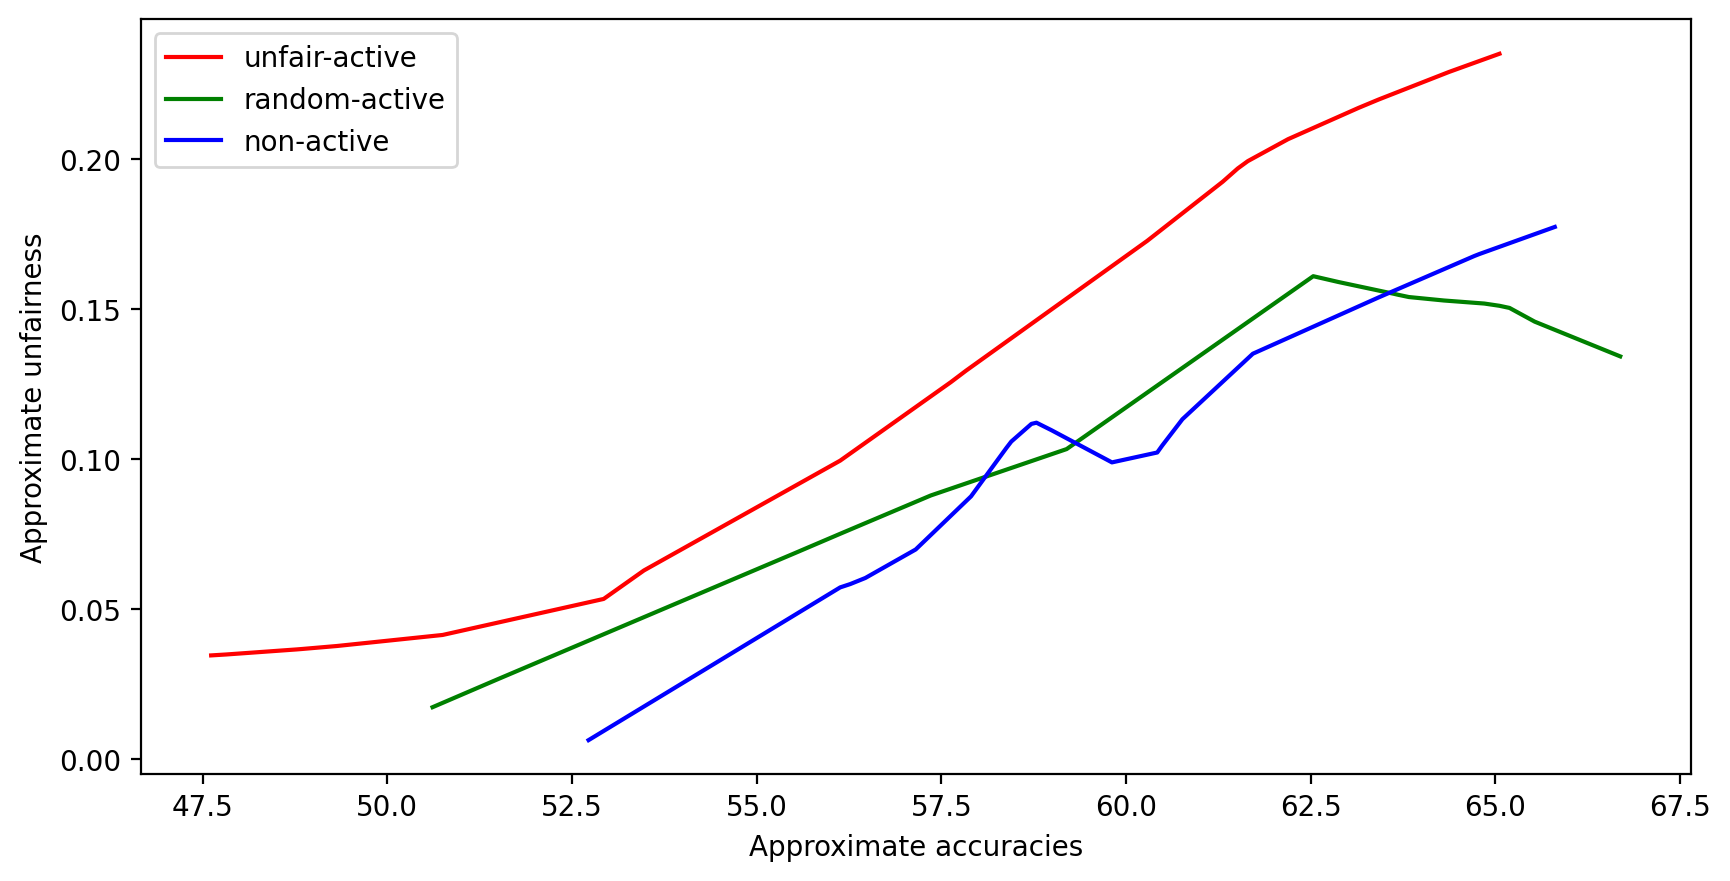 unfair-active
random-active
non-active
Approximate unfairness
0.20
0.15
0.10
0.05
0.00
47.5 50.0 52.5 55.0 57.5 60.0 62.5 65.0 67.5
Approximate accuracies